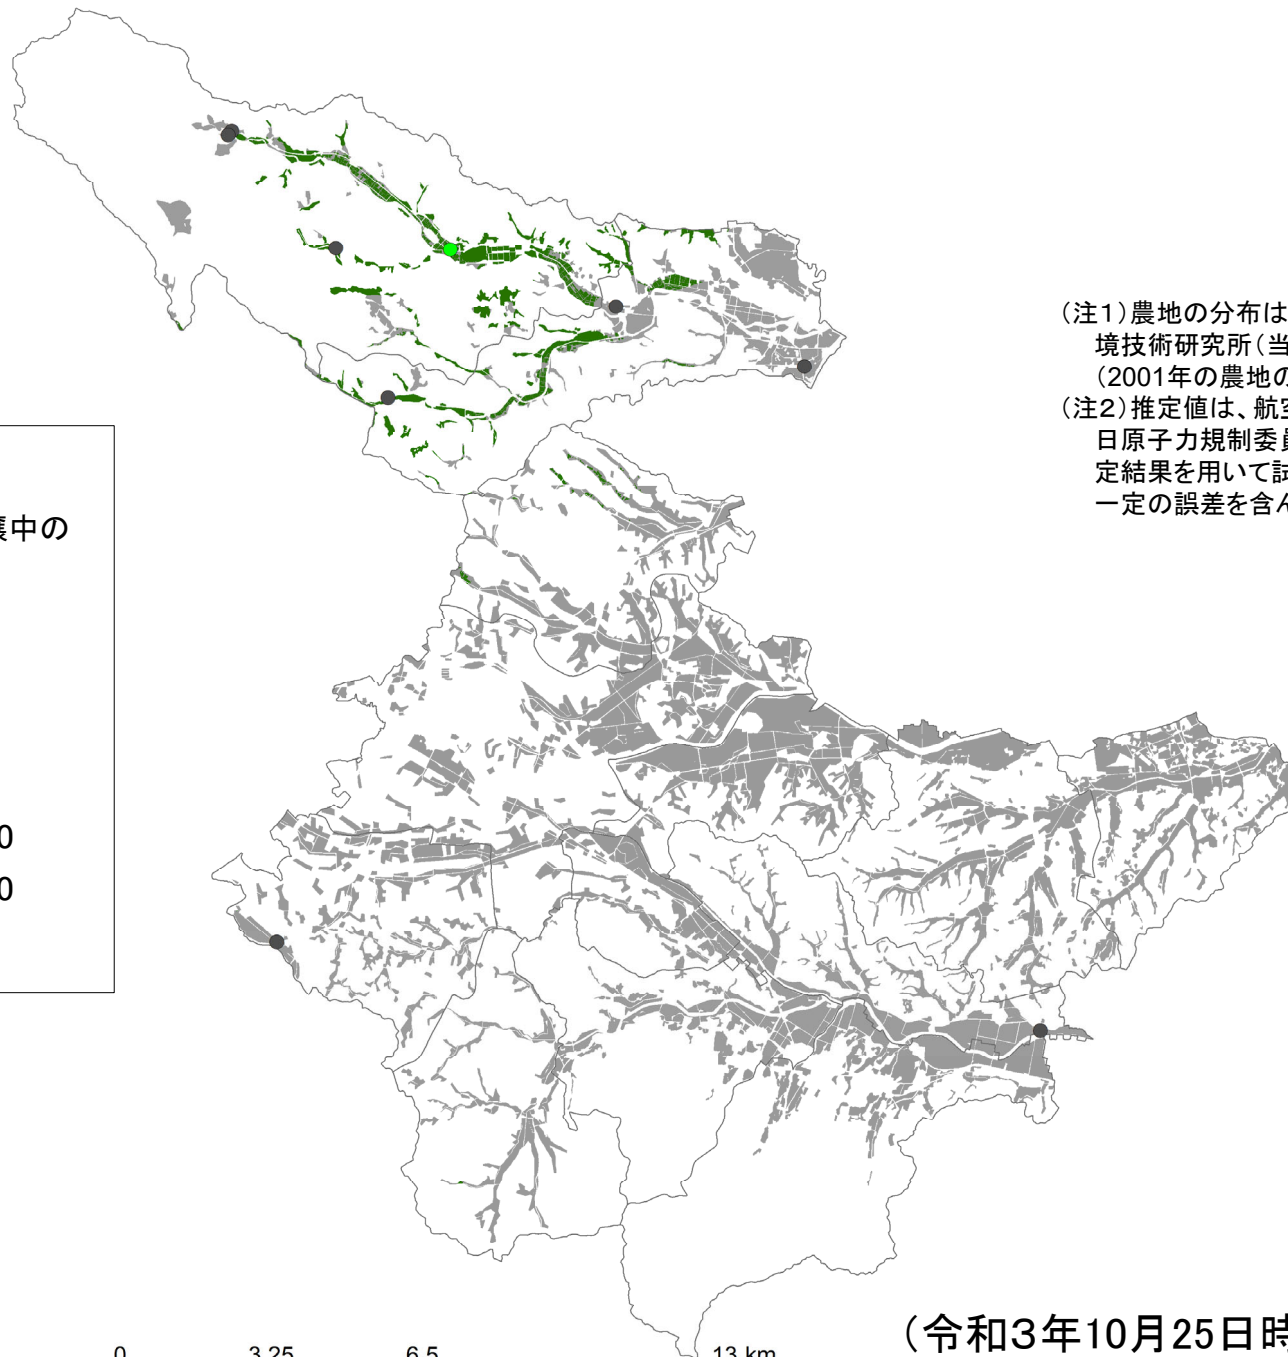 (注1)農地の分布は
境技術研究所(当
(2001年の農地の
(注2)推定値は、航空
日原子力規制委員
定結果を用いて試
一定の誤差を含ん
壌中の
0
0
(令和3年10月25日時
0 3.25 6.5 13 km